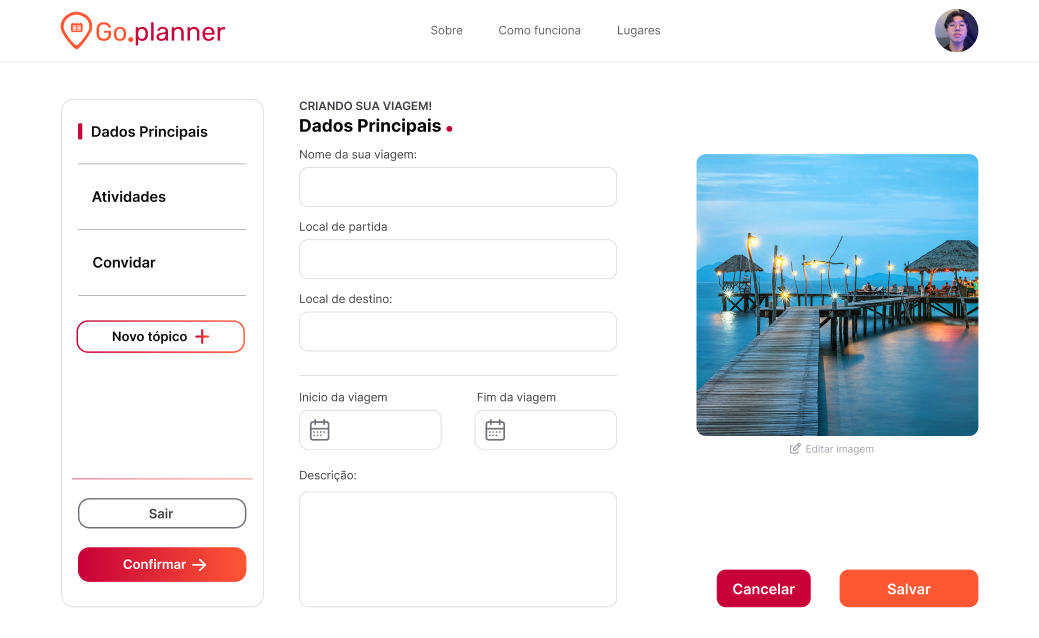 Go.planner
Sobre
Como funciona
Lugares
Dados Principais
Atividades
Convidar
Novo tópico
Sair
Confirmar
CRIANDO SUA VIAGEM!
Dados Principais
Nome da sua viagem:
Local de partida
Local de destino:
Inicio da viagem
Fim da viagem
Descrição:
Editar imagem
Cancelar
Salvar